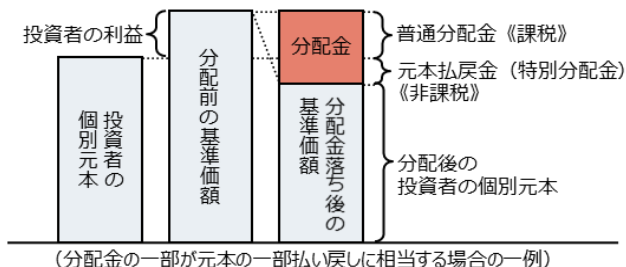 投資者の利益
投資者の
個別元本
分配前の基準価額
分配金
分配金落ち後の
基準価額
普通分配金《課税》
元本払戻金（特別分配金）
《非課税》
分配後の
投資者の個別元本
（分配金の一部が元本の一部払い戻しに相当する場合の一例）